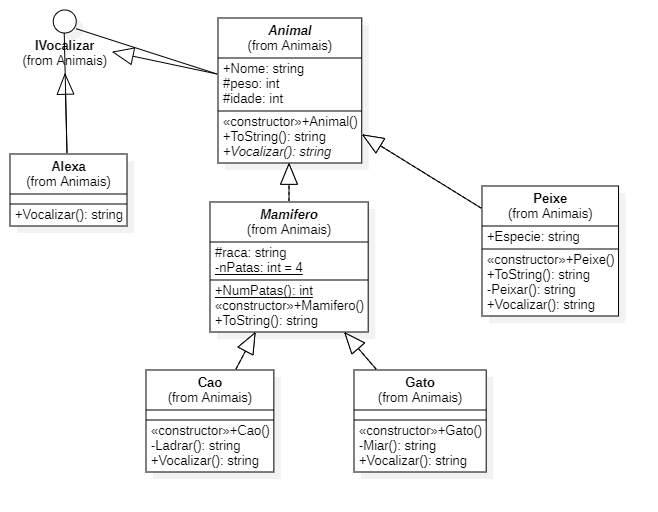 IVocalizar
(from Animais)
Animal
(from Animais)
+Nome: string
#peso: int
#idade: int
«constructor»+Animal()
+ToString(): string
+Vocalizar(): string
Alexa
(from Animais)
+Vocalizar(): string
Mamifero
(from Animais)
#raca: string
-nPatas: int = 4
+NumPatas(): int
«constructor»+Mamifero()
+ToString(): string
Peixe
(from Animais)
+Especie: string
«constructor»+Peixe()
+ToString(): string
-Peixar(): string
+Vocalizar(): string
Cao
(from Animais)
«constructor»+Cao()
-Ladrar(): string
+Vocalizar(): string
Gato
(from Animais)
«constructor»+Gato()
-Miar(): string
+Vocalizar(): string